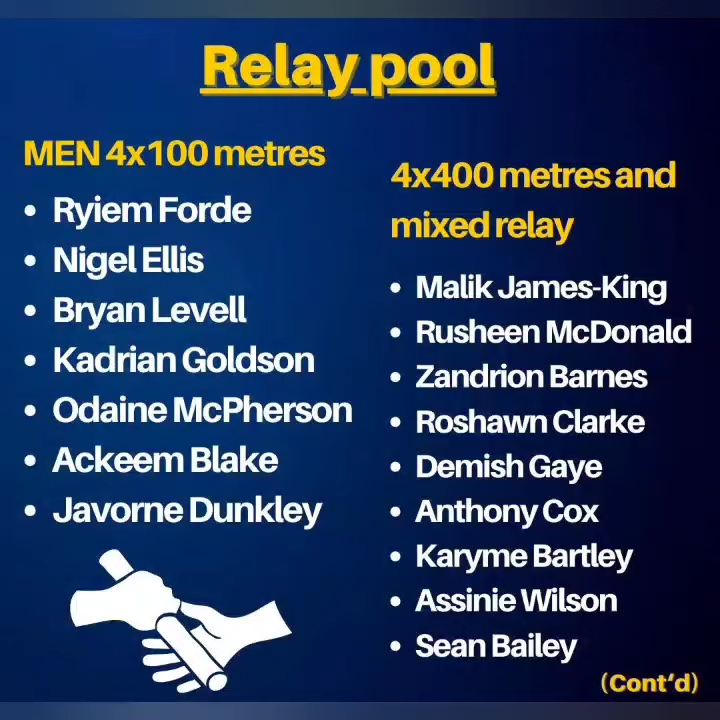 Relay pool
MEN 4x100 metres
• Ryiem Forde
• Nigel Ellis
• Bryan Levell
• Kadrian Goldson
• Odaine McPherson
• Ackeem Blake
• Javorne Dunkley
4x400 metres and
mixed relay
• Malik James-King
• Rusheen McDonald
• Zandrion Barnes
• Roshawn Clarke
• Demish Gaye
• Anthony Cox
• Karyme Bartley
• Assinie Wilson
• Sean Bailey
(Cont'd)